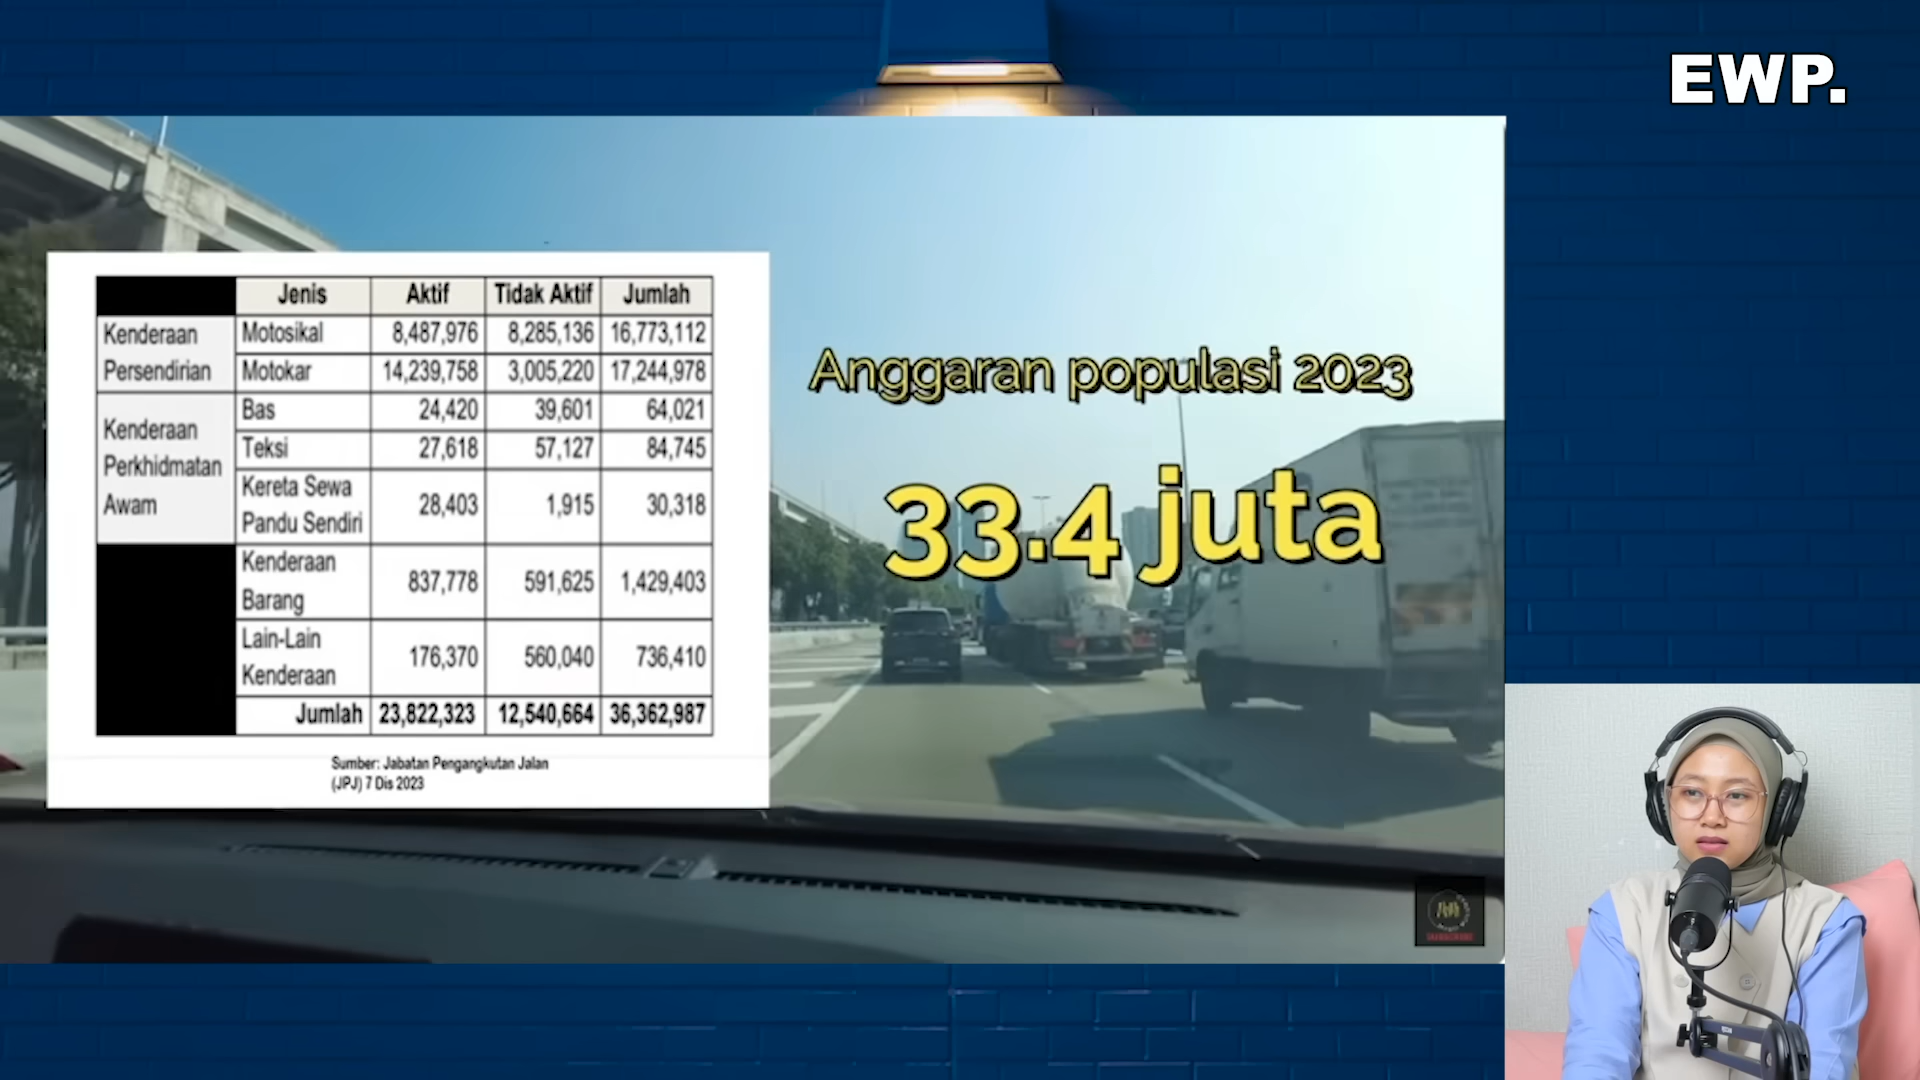 EWP.
Jenis Aktif Tidak Aktif Jumlah
Kenderaan Persendirian
Motosikal 8,487,976 8,285,136 16,773,112
Motokar 14,239,758 3,005,220 17,244,978
Kenderaan Perkhidmatan Awam
Bas 24,420 39,601 64,021
Teksi 27,618 57,127 84,745
Kereta Sewa Pandu Sendiri 28,403 1,915 30,318
Kenderaan Barang 837,778 591,625 1,429,403
Lain-Lain Kenderaan 176,370 560,040 736,410
Jumlah 23,822,323 12,540,664 36,362,987
Sumber: Jabatan Pengangkutan Jalan
(JPJ) 7 Dis 2023
Anggaran populasi 2023
33.4 juta